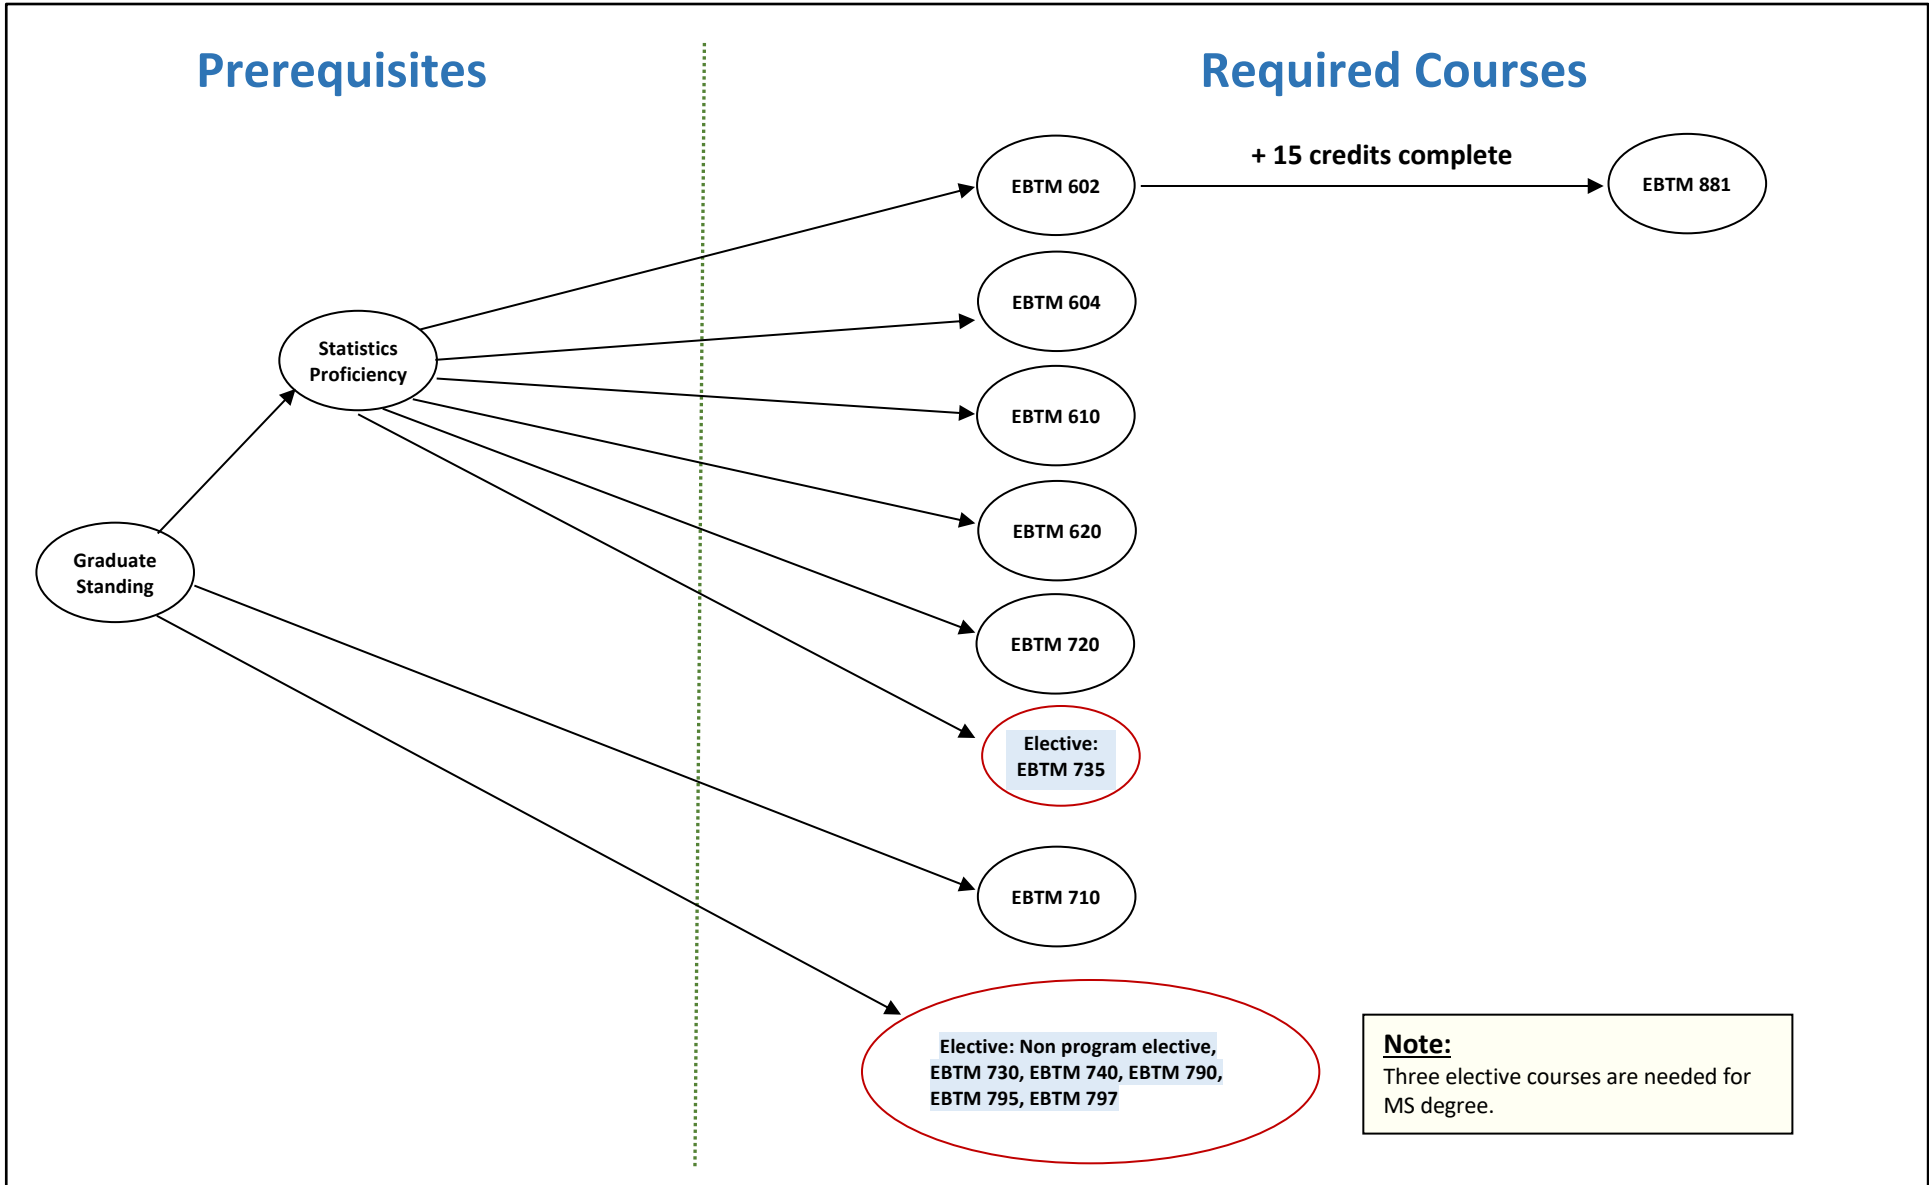 Prerequisites
Required Courses
+ 15 credits complete
EBTM 602
EBTM 881
EBTM 604
Statistics
Proficiency
EBTM 610
EBTM 620
Graduate
Standing
EBTM 720
Elective:
EBTM 735
EBTM 710
Elective: Non program elective,
EBTM 730, EBTM 740, EBTM 790,
EBTM 795, EBTM 797
Note:
Three elective courses are needed for
MS degree.